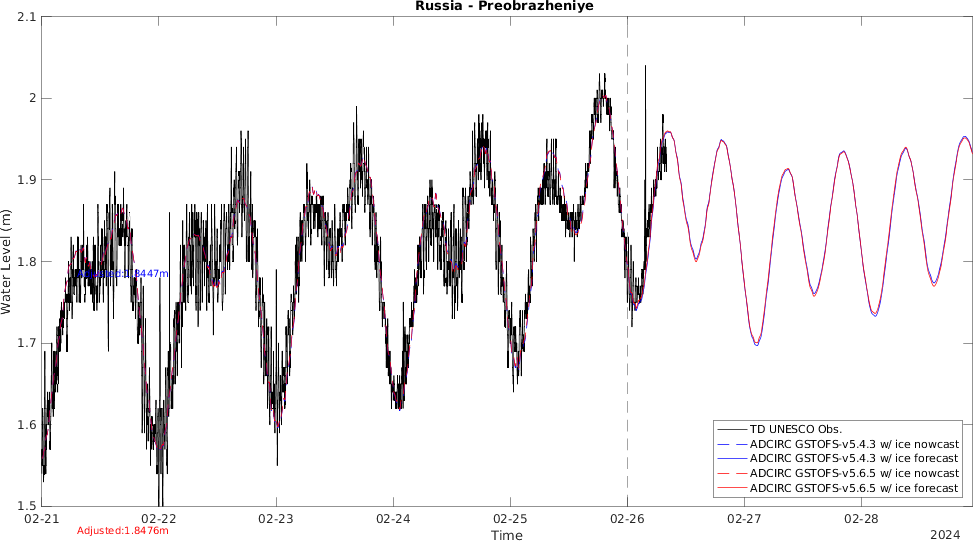 Russia - Preobrazheniye
2.1
2
1.9
1.8
1.7
1.6
1.5
Water Level (m)
Adjusted:1.8447m
TD UNESCO Obs.
ADCIRC GSTOFS-v5.4.3 w/ ice nowcast
ADCIRC GSTOFS-v5.4.3 w/ ice forecast
ADCIRC GSTOFS-v5.6.5 w/ ice nowcast
ADCIRC GSTOFS-v5.6.5 w/ ice forecast
02-21 02-22 02-23 02-24 02-25 02-26 02-27 02-28
Adjusted:1.8476m
Time
2024